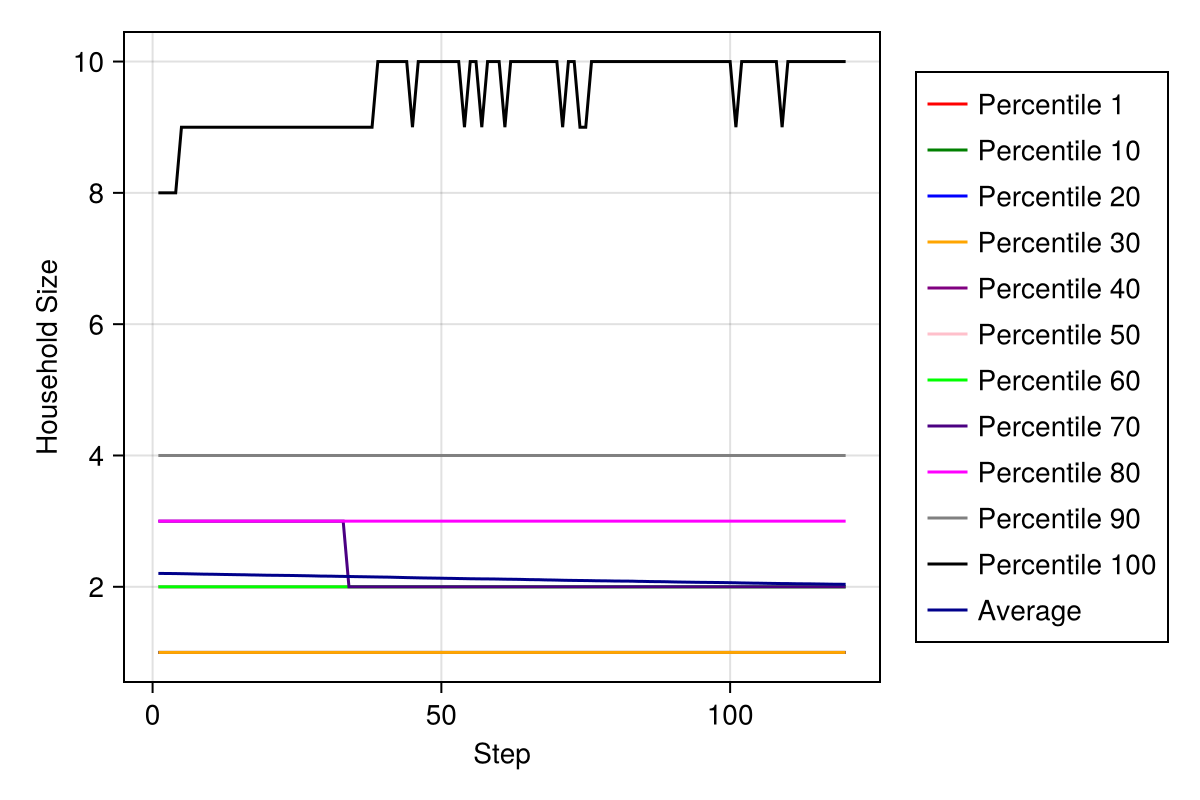 10
8
6
4
2
Household Size
0
50
100
Step
Percentile 1
Percentile 10
Percentile 20
Percentile 30
Percentile 40
Percentile 50
Percentile 60
Percentile 70
Percentile 80
Percentile 90
Percentile 100
Average